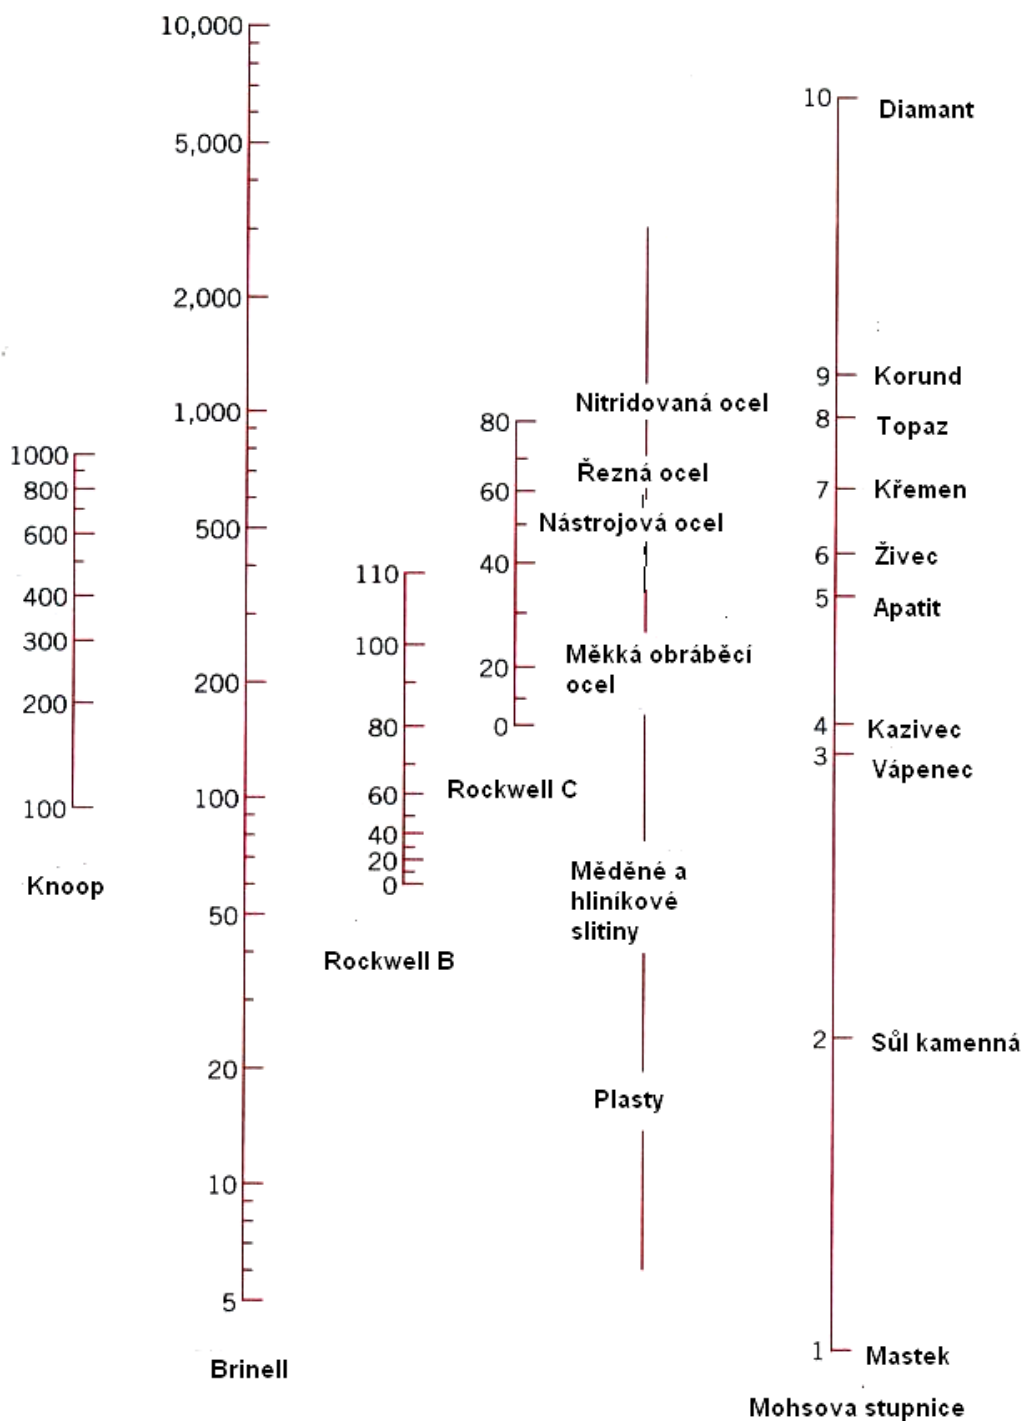 10,000
5,000
2,000
1,000
500
200
100
50
20
10
5
Brinell
1000
800
600
400
300
200
100
Knoop
110
100
80
60
40
20
0
Rockwell B
80
60
40
20
0
Rockwell C
Nitridovaná ocel
Řezná ocel
Nástrojová ocel
Měkká obráběcí
ocel
Měděné a
hliníkové
slitiny
Plasty
10 Diamant
9 Korund
8 Topaz
7 Křemen
6 Živec
5 Apatit
4 Kazivec
3 Vápenec
2 Sůl kamenná
1 Mastek
Mohsova stupnice